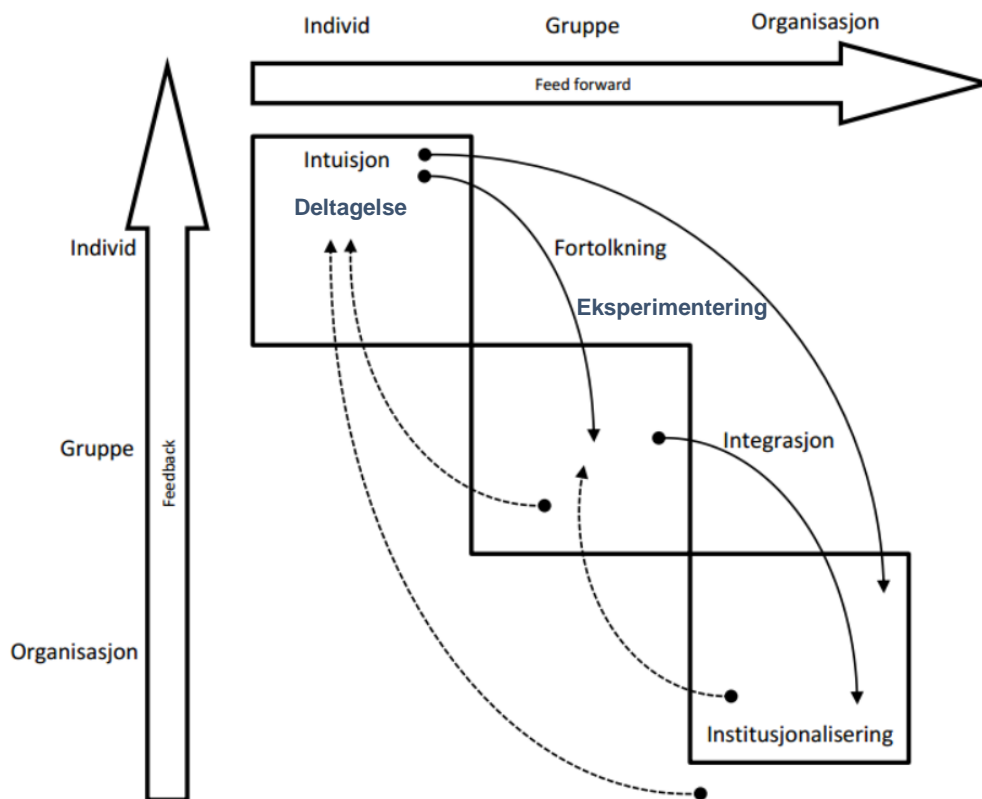 Individ
Gruppe
Organisasjon
Feed forward
Intuisjon
Deltagelse
Individ
Fortolkning
Eksperimentering
Gruppe
Feedback
Integrasjon
Organisasjon
Institusjonalisering